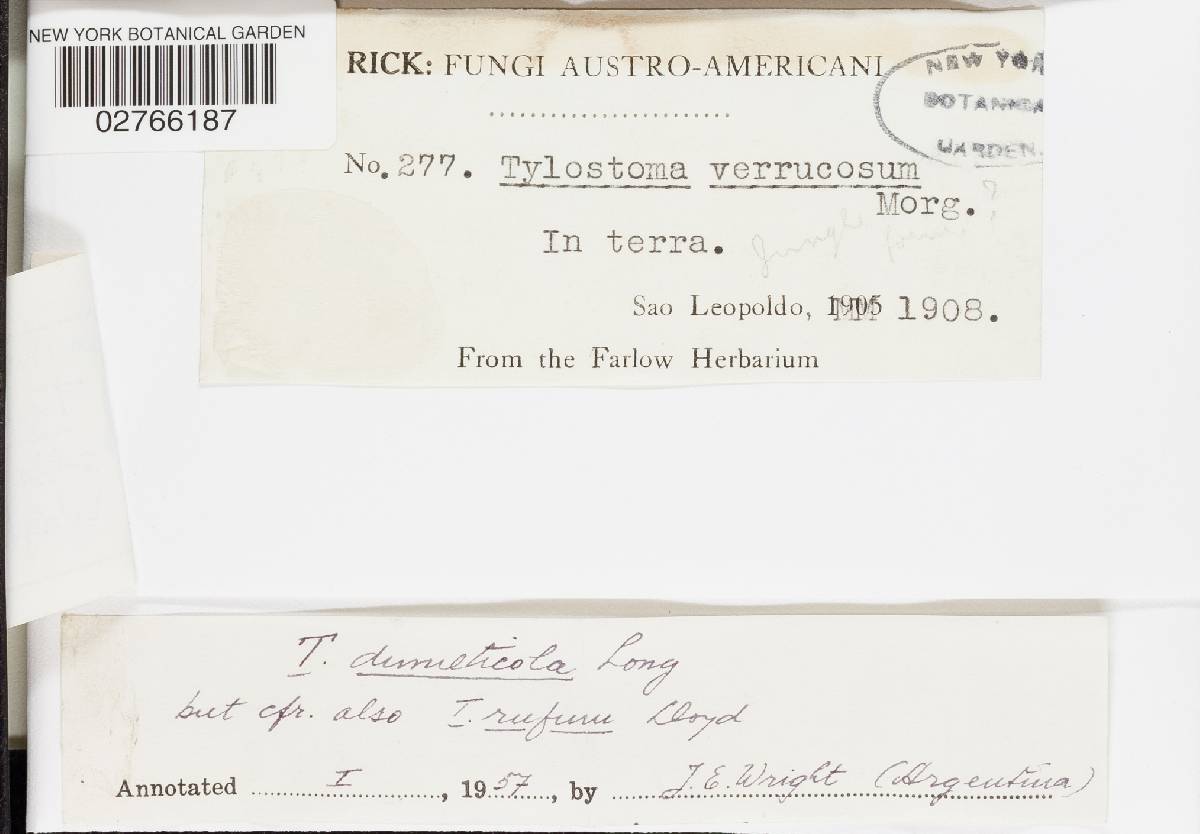 NEW YORK BOTANICAL GARDEN
02766187
RICK: FUNGI AUSTRO-AMERICANI
NEW YOR
BOTANICA
GARDEN.
No. 277. Tylostoma verrucosum
Morg. ?
In terra.
Sao Leopoldo, 1905 1908.
From the Farlow Herbarium
T. dumeticola Long
but cfr. also T. rufum Lloyd
Annotated I, 1957, by J. E. Wright (Argentina)